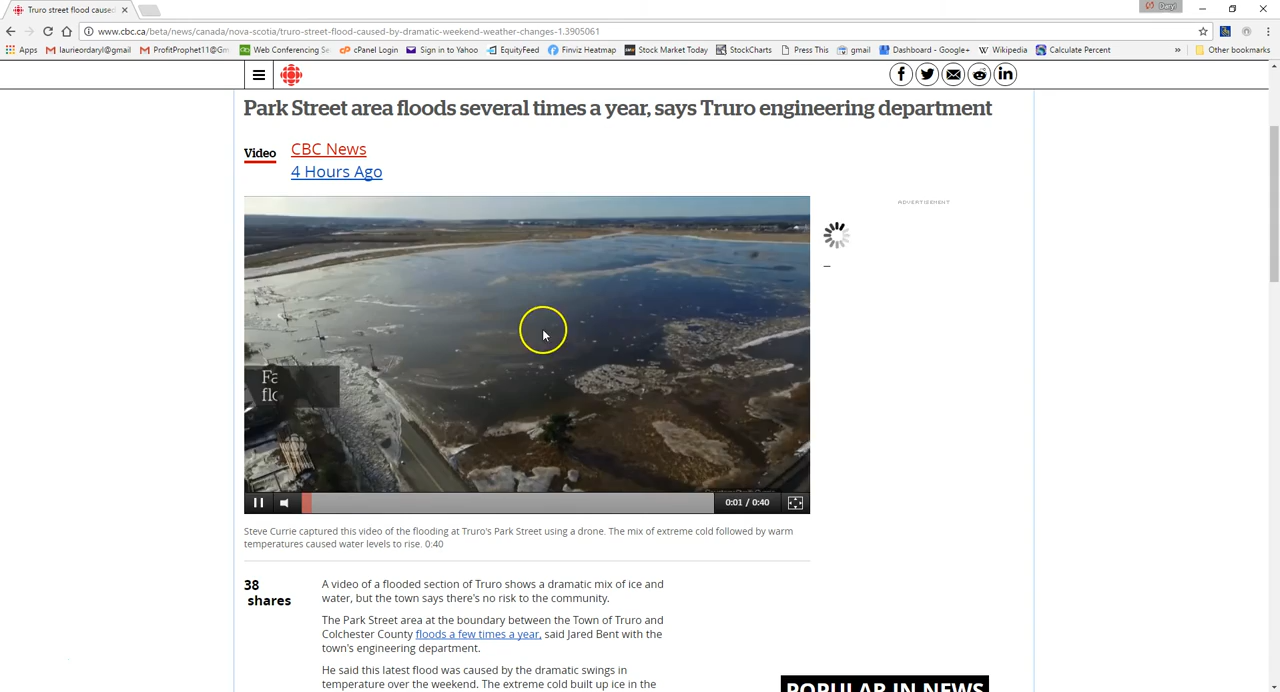 Truro street flood caused
Daryl
www.cbc.ca/beta/news/canada/nova-scotia/truro-street-flood-caused-by-dramatic-weekend-weather-changes-1.3905061
Apps laurieordaryl@gmail ProfitProphet11@Gm Web Conferencing Se cPanel Login Sign in to Yahoo EquityFeed Finviz Heatmap Stock Market Today StockCharts Press This gmail Dashboard - Google+ Wikipedia Calculate Percent » Other bookmarks
Park Street area floods several times a year, says Truro engineering department
Video CBC News
4 Hours Ago
ADVERTISEMENT
Fa
flo
0:01 / 0:40
Steve Currie captured this video of the flooding at Truro's Park Street using a drone. The mix of extreme cold followed by warm
temperatures caused water levels to rise. 0:40
38
shares
A video of a flooded section of Truro shows a dramatic mix of ice and
water, but the town says there's no risk to the community.
The Park Street area at the boundary between the Town of Truro and
Colchester County floods a few times a year, said Jared Bent with the
town's engineering department.
He said this latest flood was caused by the dramatic swings in
temperature over the weekend. The extreme cold built up ice in the
POPULAR IN NEWS